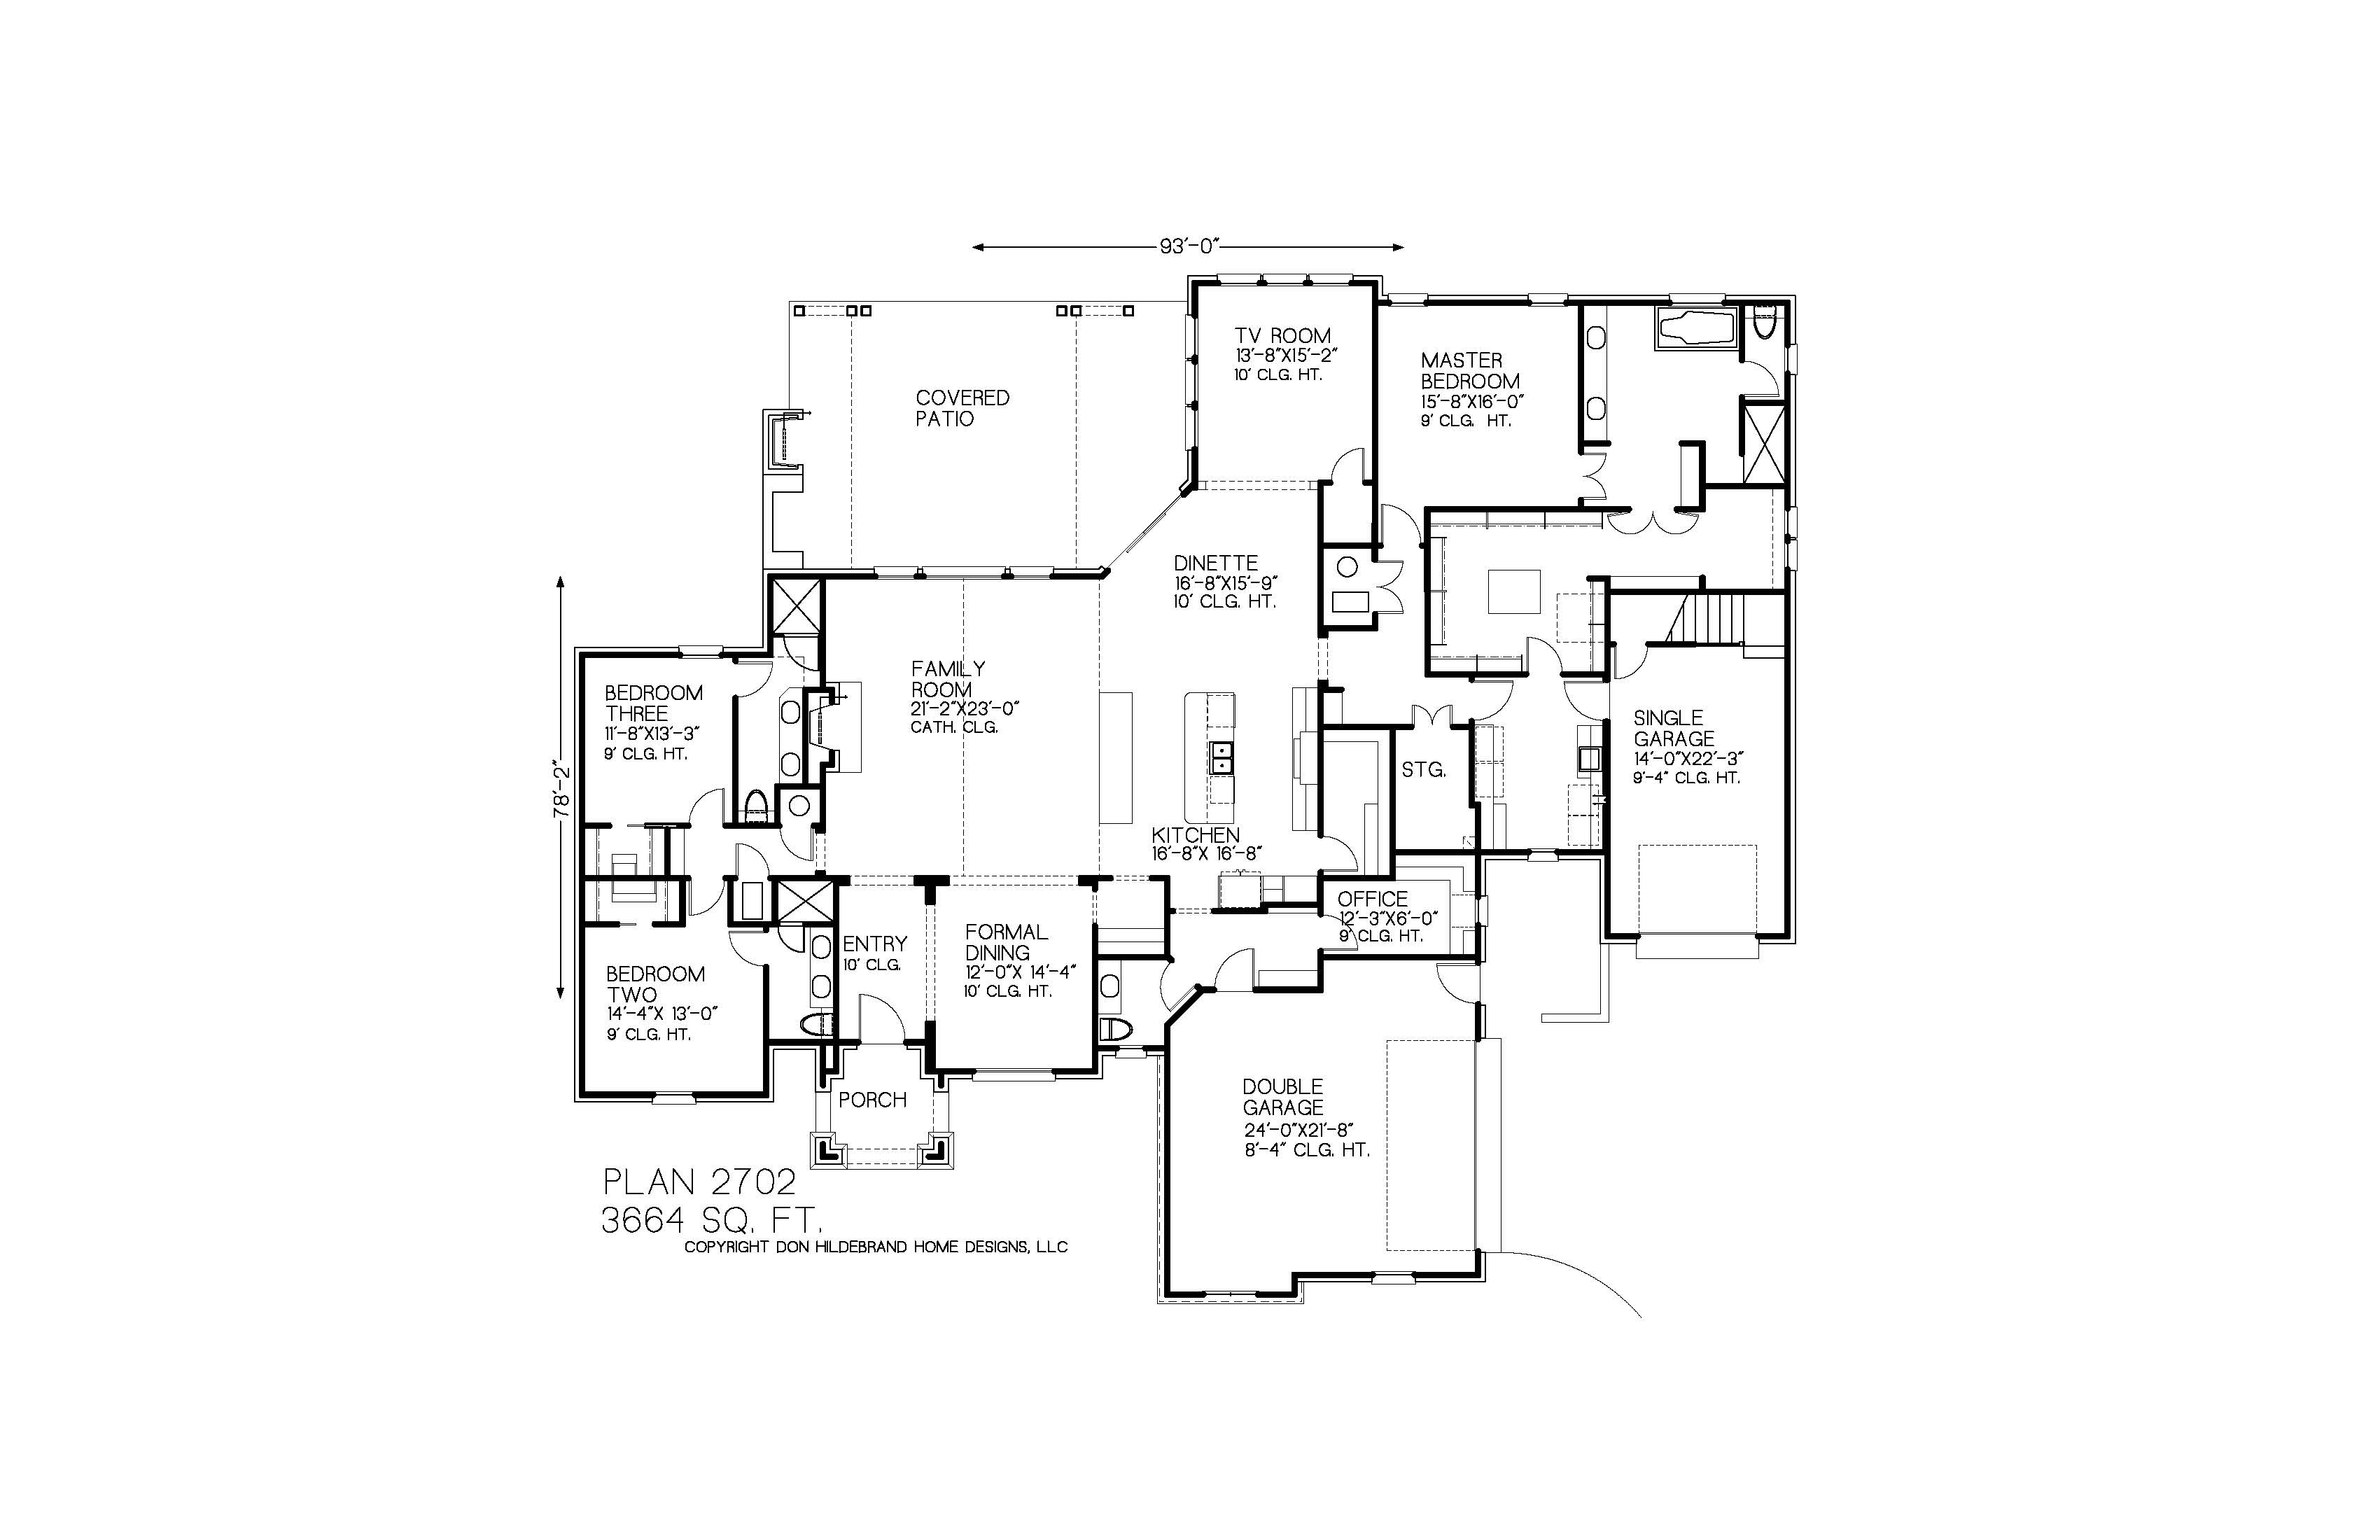 93'-0"
TV ROOM
13'-8"X15'-2"
10' CLG. HT.
MASTER
BEDROOM
15'-8"X16'-0"
9' CLG. HT.
COVERED
PATIO
DINETTE
16'-8"X15'-9"
10' CLG. HT.
78'-2"
FAMILY
ROOM
21'-2"X23'-0"
CATH. CLG.
BEDROOM
THREE
11'-8"X13'-3"
9' CLG. HT.
SINGLE
GARAGE
14'-0"X22'-3"
9'-4" CLG. HT.
STG.
KITCHEN
16'-8"X 16'-8"
OFFICE
12'-3"X6'-0"
9' CLG. HT.
ENTRY
10' CLG.
FORMAL
DINING
12'-0"X 14'-4"
10' CLG. HT.
BEDROOM
TWO
14'-4"X 13'-0"
9' CLG. HT.
PORCH
DOUBLE
GARAGE
24'-0"X21'-8"
8'-4" CLG. HT.
PLAN 2702
3664 SQ. FT.
COPYRIGHT DON HILDEBRAND HOME DESIGNS, LLC